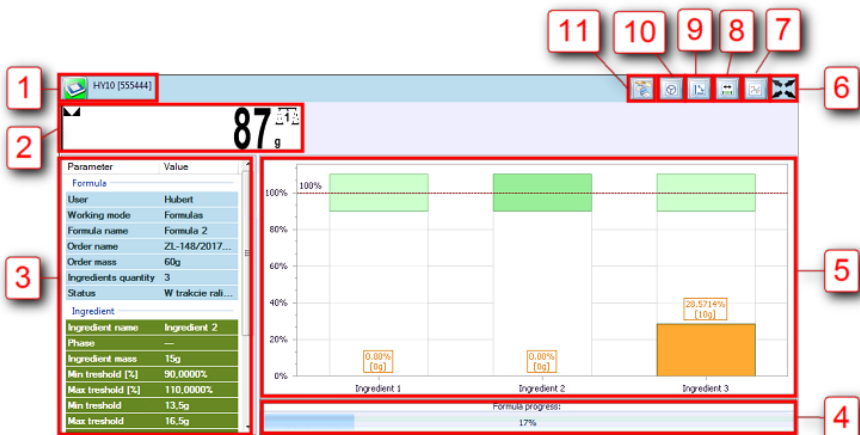 11
10
9
8
7
1
HY10 [555444]
6
2
87 g
3
Parameter Value
Formula
User Hubert
Working mode Formulas
Formula name Formula 2
Order name ZL-148/2017...
Order mass 60g
Ingredients quantity 3
Status W trakcie rali...
Ingredient
Ingredient name Ingredient 2
Phase —
Ingredient mass 15g
Min treshold [%] 90,0000%
Max treshold [%] 110,0000%
Min treshold 13,5g
Max treshold 16,5g
100%
100%
80%
60%
40%
20%
0%
0.00%
[0g]
0.00%
[0g]
28.5714%
[10g]
Ingredient 1 Ingredient 2 Ingredient 3
5
Formula progress:
17%
4